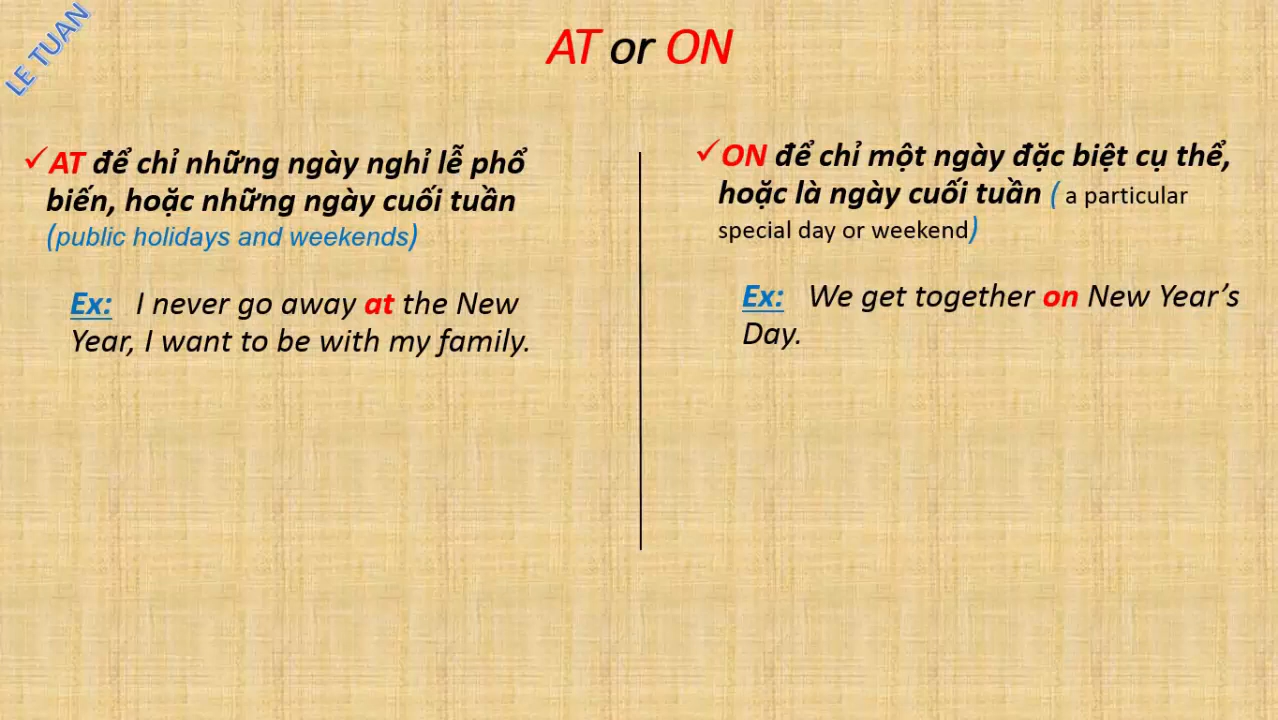 LE TUAN
AT or ON
✓AT để chỉ những ngày nghỉ lễ phổ
biến, hoặc những ngày cuối tuần
(public holidays and weekends)
Ex: I never go away at the New
Year, I want to be with my family.
✓ON để chỉ một ngày đặc biệt cụ thể,
hoặc là ngày cuối tuần ( a particular
special day or weekend)
Ex: We get together on New Year’s
Day.